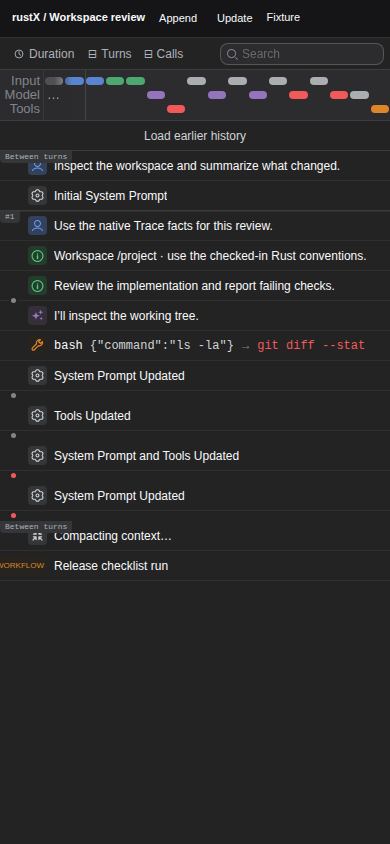 rustX / Workspace review Append Update Fixture
Duration Turns Calls Search
Input
Model ...
Tools
Load earlier history
Between turns
Inspect the workspace and summarize what changed.
Initial System Prompt
#1
Use the native Trace facts for this review.
Workspace /project · use the checked-in Rust conventions.
Review the implementation and report failing checks.
I'll inspect the working tree.
bash {"command":"ls -la"} → git diff --stat
System Prompt Updated
Tools Updated
System Prompt and Tools Updated
System Prompt Updated
Between turns
Compacting context…
WORKFLOW Release checklist run